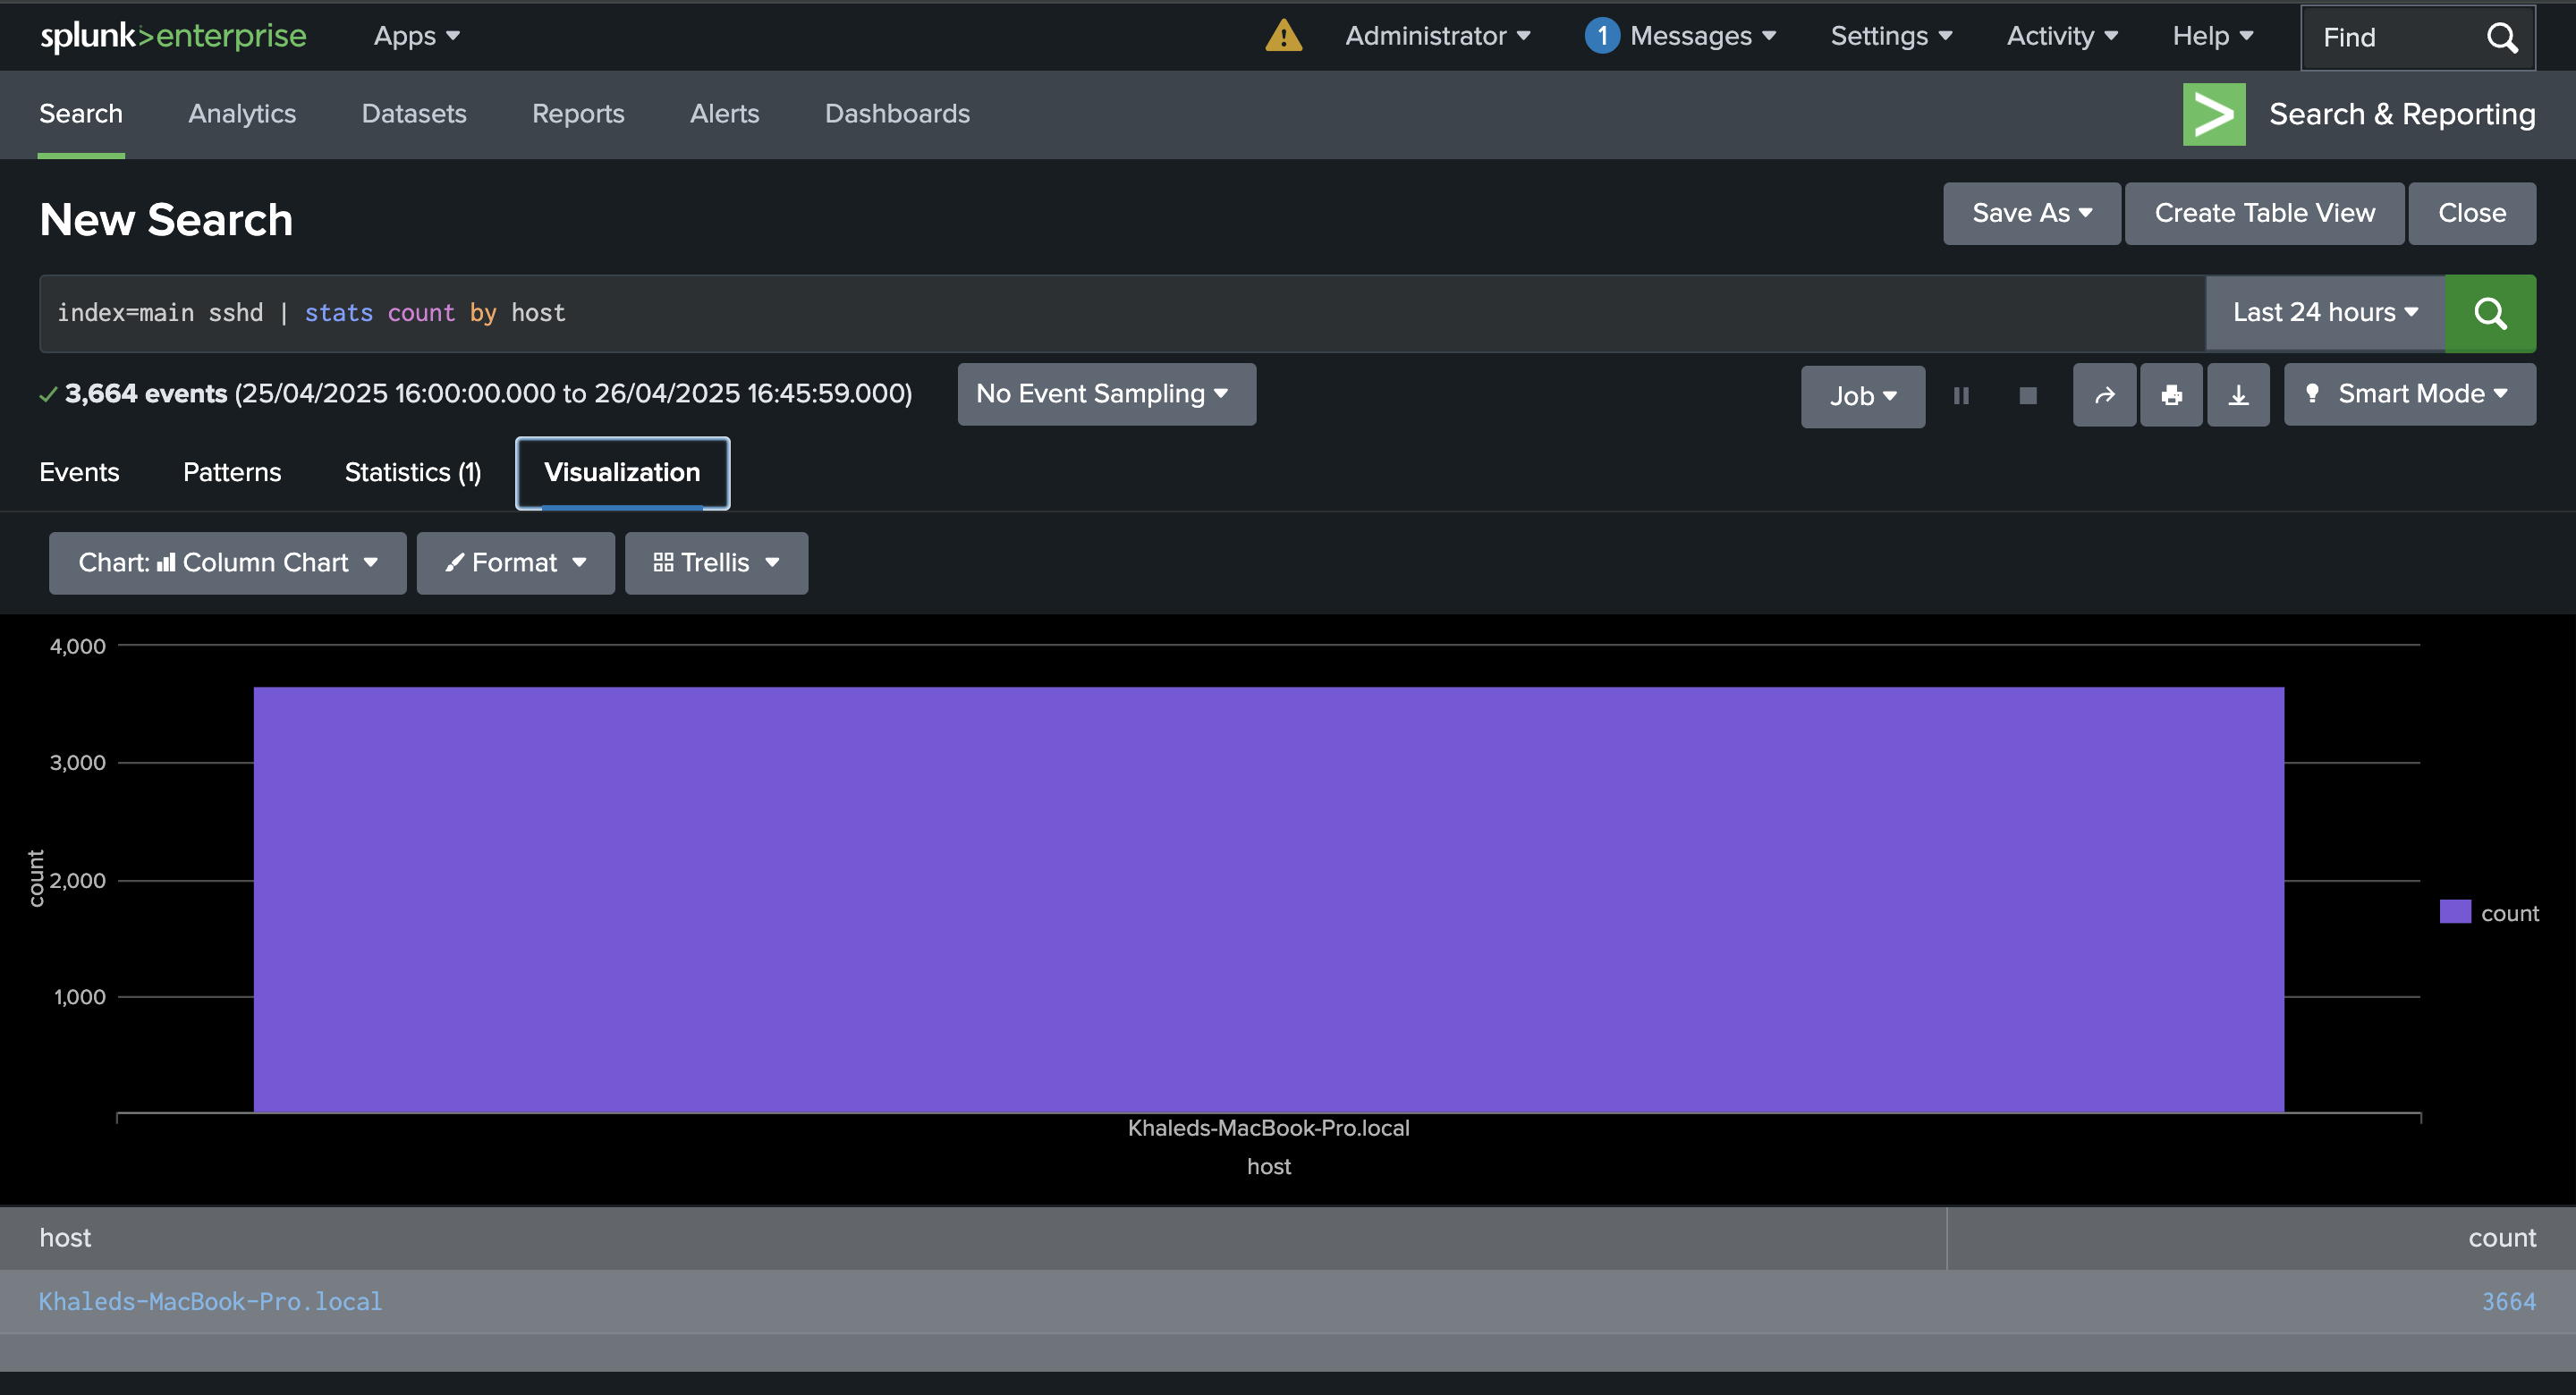 splunk>enterprise Apps Administrator 1 Messages Settings Activity Help Find
Search Analytics Datasets Reports Alerts Dashboards Search & Reporting
New Search Save As Create Table View Close
index=main sshd | stats count by host Last 24 hours
3,664 events (25/04/2025 16:00:00.000 to 26/04/2025 16:45:59.000) No Event Sampling Job Smart Mode
Events Patterns Statistics (1) Visualization
Chart: Column Chart Format Trellis
4,000
3,000
2,000
1,000
count
count
Khaleds-MacBook-Pro.local
host
host count
Khaleds-MacBook-Pro.local 3664